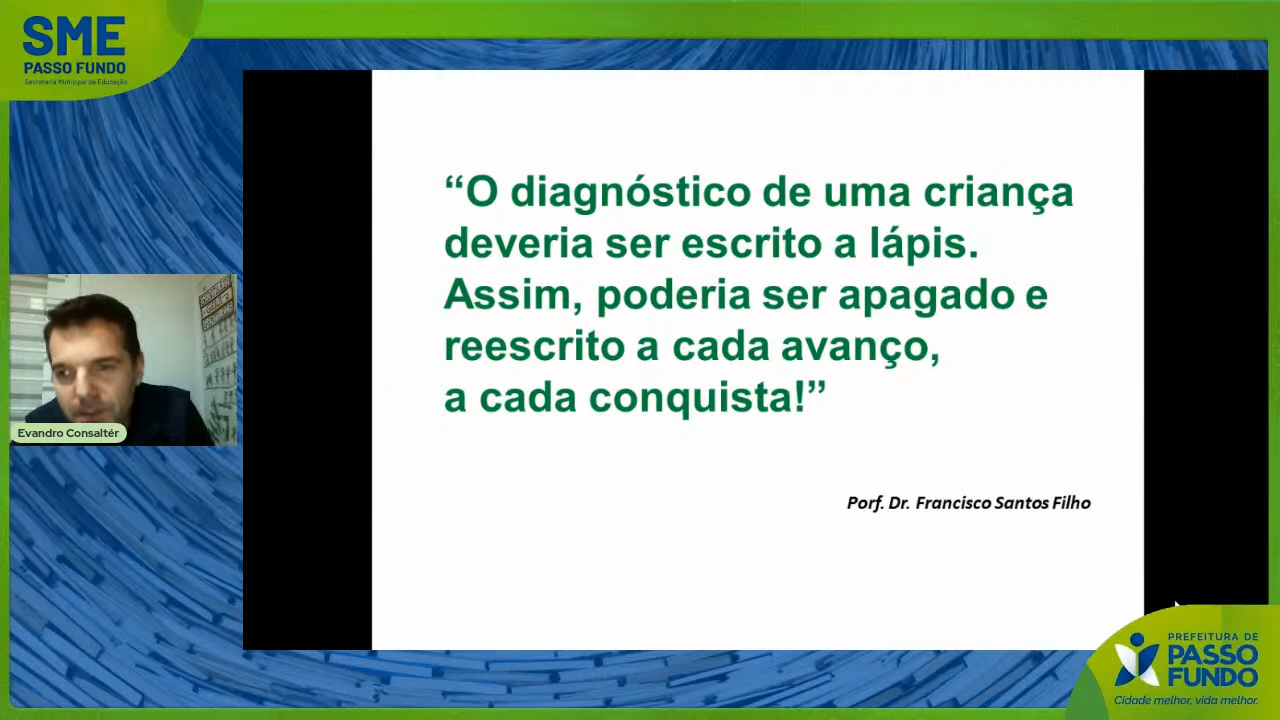 SME
PASSO FUNDO
Secretaria Municipal de Educação
“O diagnóstico de uma criança
deveria ser escrito a lápis.
Assim, poderia ser apagado e
reescrito a cada avanço,
a cada conquista!”
Porf. Dr. Francisco Santos Filho
Evandro Consaltér
PREFEITURA DE
PASSO
FUNDO
Cidade melhor, vida melhor.